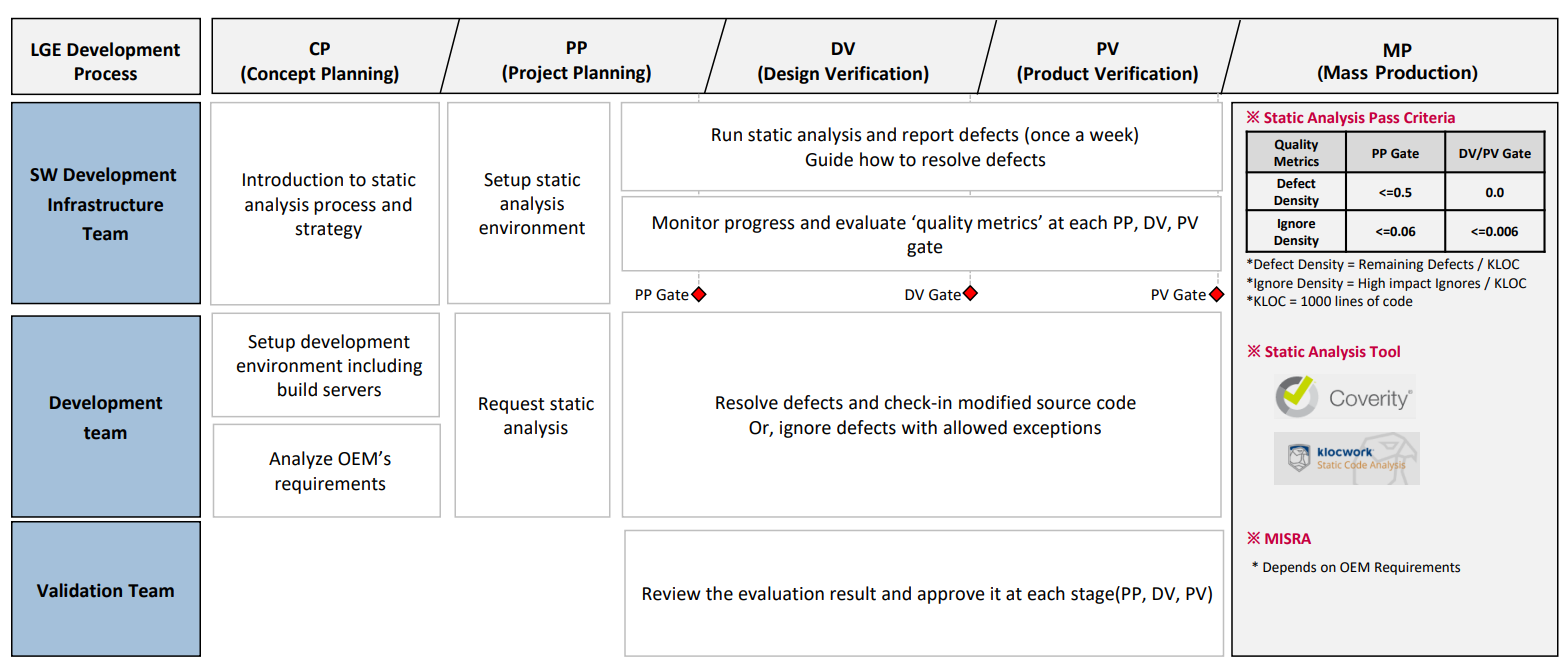 LGE Development
Process
CP
(Concept Planning)
PP
(Project Planning)
DV
(Design Verification)
PV
(Product Verification)
MP
(Mass Production)
SW Development
Infrastructure
Team
Introduction to static
analysis process and
strategy
Setup static
analysis
environment
Run static analysis and report defects (once a week)
Guide how to resolve defects
Monitor progress and evaluate ‘quality metrics’ at each PP, DV, PV
gate
PP Gate
DV Gate
PV Gate
Development
team
Setup development
environment including
build servers
Analyze OEM’s
requirements
Request static
analysis
Resolve defects and check-in modified source code
Or, ignore defects with allowed exceptions
Validation Team
Review the evaluation result and approve it at each stage(PP, DV, PV)
※ Static Analysis Pass Criteria
Quality
Metrics
PP Gate
DV/PV Gate
Defect
Density
<=0.5
0.0
Ignore
Density
<=0.06
<=0.006
*Defect Density = Remaining Defects / KLOC
*Ignore Density = High impact Ignores / KLOC
*KLOC = 1000 lines of code
※ Static Analysis Tool
Coverity®
klocwork
Static Code Analysis
※ MISRA
* Depends on OEM Requirements